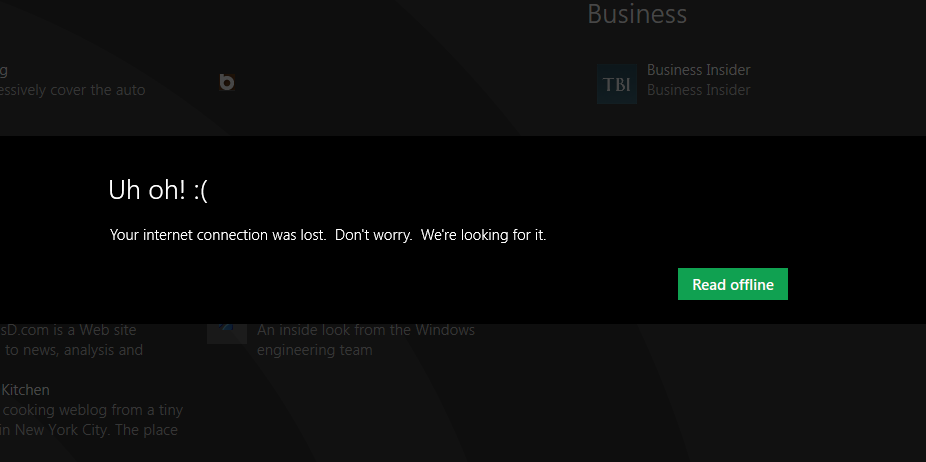 Business
g
essively cover the auto
b
TBI
Business Insider
Business Insider
Uh oh! :(
Your internet connection was lost. Don't worry. We're looking for it.
Read offline
sD.com is a Web site
to news, analysis and
An inside look from the Windows
engineering team
Kitchen
cooking weblog from a tiny
in New York City. The place